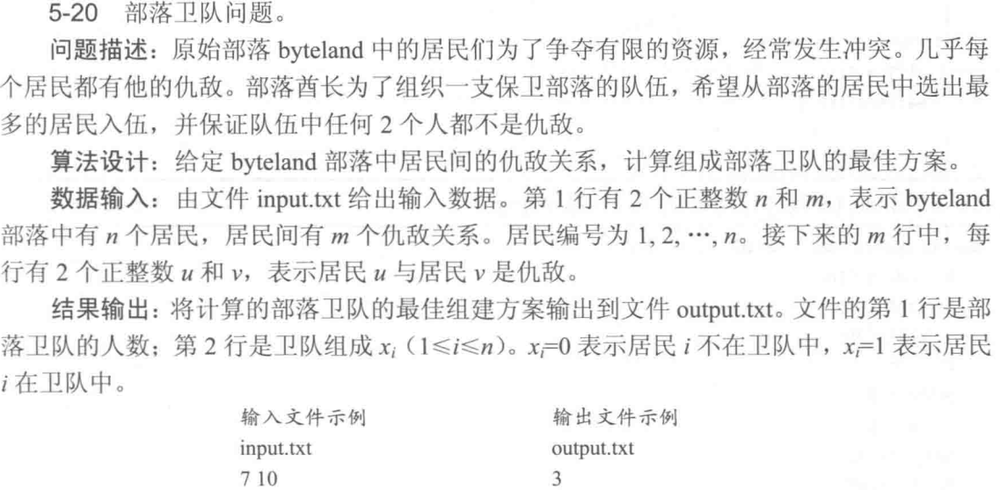 5-20 部落卫队问题。
问题描述：原始部落 byteland 中的居民们为了争夺有限的资源，经常发生冲突。几乎每
个居民都有他的仇敌。部落酋长为了组织一支保卫部落的队伍，希望从部落的居民中选出最
多的居民入伍，并保证队伍中任何 2 个人都不是仇敌。
算法设计：给定 byteland 部落中居民间的仇敌关系，计算组成部落卫队的最佳方案。
数据输入：由文件 input.txt 给出输入数据。第 1 行有 2 个正整数 n 和 m，表示 byteland
部落中有 n 个居民，居民间有 m 个仇敌关系。居民编号为 1, 2, ⋯, n。接下来的 m 行中，每
行有 2 个正整数 u 和 v，表示居民 u 与居民 v 是仇敌。
结果输出：将计算的部落卫队的最佳组建方案输出到文件 output.txt。文件的第 1 行是部
落卫队的人数；第 2 行是卫队组成 xᵢ（1≤i≤n）。xᵢ=0 表示居民 i 不在卫队中，xᵢ=1 表示居民
i 在卫队中。
输入文件示例 输出文件示例
input.txt output.txt
7 10 3